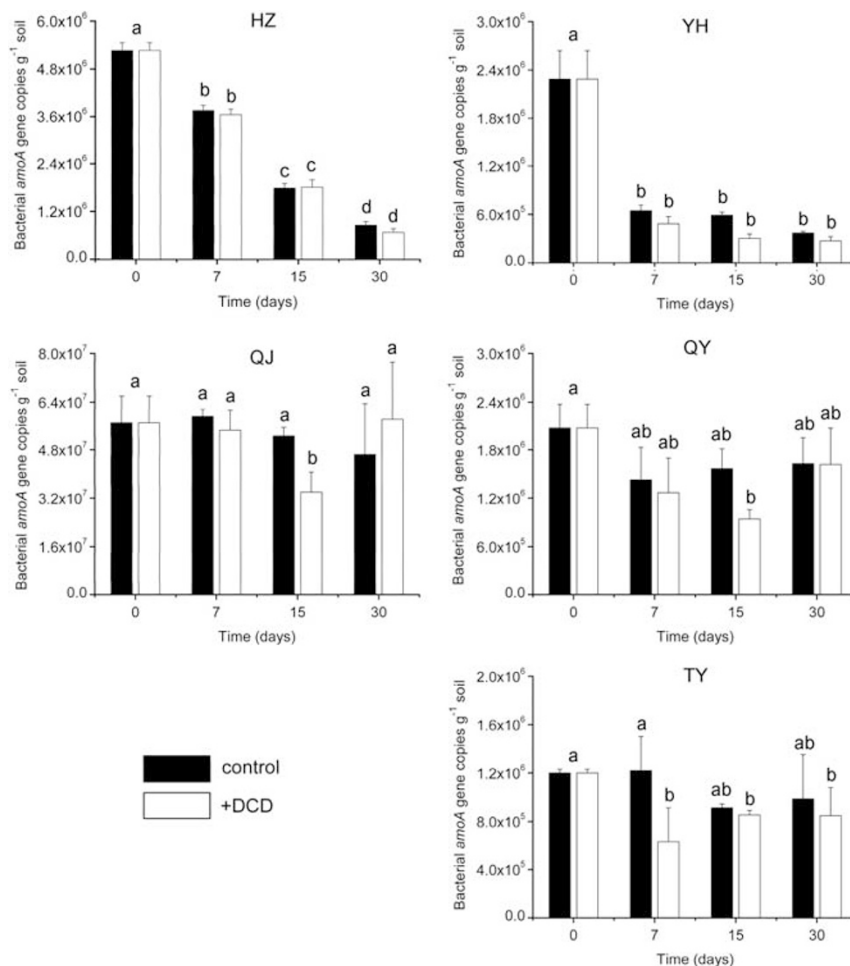 HZ
Bacterial amoA gene copies g⁻¹ soil
6.0x10⁶
4.8x10⁶
3.6x10⁶
2.4x10⁶
1.2x10⁶
0.0
a
b b
c c
d d
0 7 15 30
Time (days)
YH
Bacterial amoA gene copies g⁻¹ soil
3.0x10⁶
2.4x10⁶
1.8x10⁶
1.2x10⁶
6.0x10⁵
0.0
a
b b
b b
b b
0 7 15 30
Time (days)
QJ
Bacterial amoA gene copies g⁻¹ soil
8.0x10⁷
6.4x10⁷
4.8x10⁷
3.2x10⁷
1.6x10⁷
0.0
a
a a
a b
a a
0 7 15 30
Time (days)
QY
Bacterial amoA gene copies g⁻¹ soil
3.0x10⁶
2.4x10⁶
1.8x10⁶
1.2x10⁶
6.0x10⁵
0.0
a
ab ab
ab b
ab ab
0 7 15 30
Time (days)
control
+DCD
TY
Bacterial amoA gene copies g⁻¹ soil
2.0x10⁶
1.6x10⁶
1.2x10⁶
8.0x10⁵
4.0x10⁵
0.0
a
a b
ab b
ab b
0 7 15 30
Time (days)